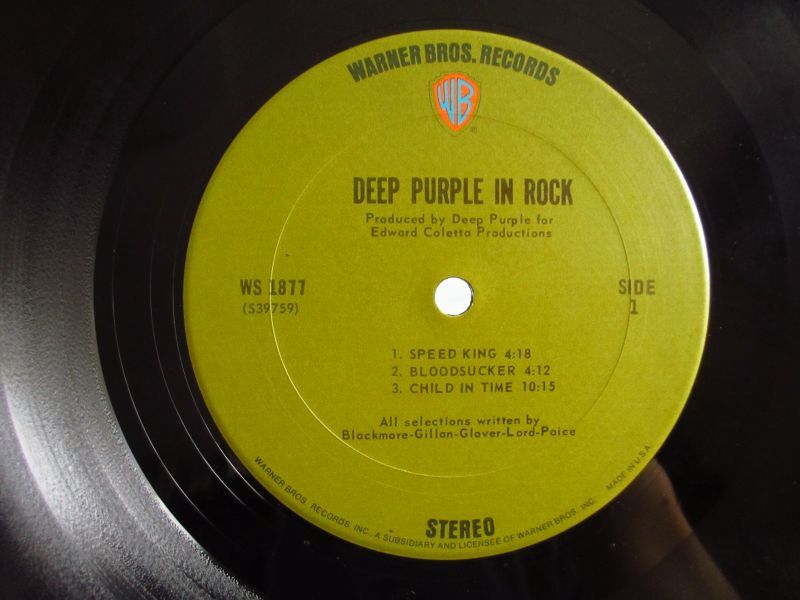 WARNER BROS. RECORDS
WB
®
DEEP PURPLE IN ROCK
Produced by Deep Purple for
Edward Coletta Productions
WS 1877
(S39759)
SIDE
1
1. SPEED KING 4:18
2. BLOODSUCKER 4:12
3. CHILD IN TIME 10:15
All selections written by
Blackmore-Gillan-Glover-Lord-Paice
STEREO
WARNER BROS. RECORDS INC., A SUBSIDIARY AND LICENSEE OF WARNER BROS. INC. MADE IN U.S.A.